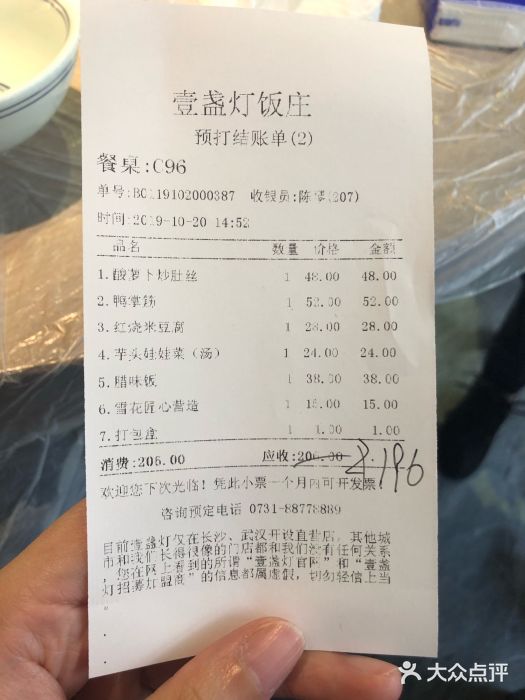 壹盏灯饭庄
预打结账单(2)
餐桌:C96
单号:B0119102000387 收银员:陈 (207)
时间:2019-10-20 14:52
品名 数量 价格 金额
1.酸萝卜炒肚丝 1 48.00 48.00
2.鸭掌筋 1 52.00 52.00
3.红烧米豆腐 1 28.00 28.00
4.芋头娃娃菜（汤） 1 24.00 24.00
5.腊味饭 1 38.00 38.00
6.雪花匠心营造 1 15.00 15.00
7.打包盒 1 1.00 1.00
消费:206.00 应收:206.00
196
欢迎您下次光临! 凭此小票一个月内可开发票!
咨询预定电话 0731-88778889
目前壹盏灯仅在长沙、武汉开设直营店，其他城
市和我们长得很像的门店都和我们没有任何关系
，您在网上看到的所谓“壹盏灯官网”和“壹盏
灯招募加盟商”的信息都属虚假，切勿轻信上当
。
大众点评